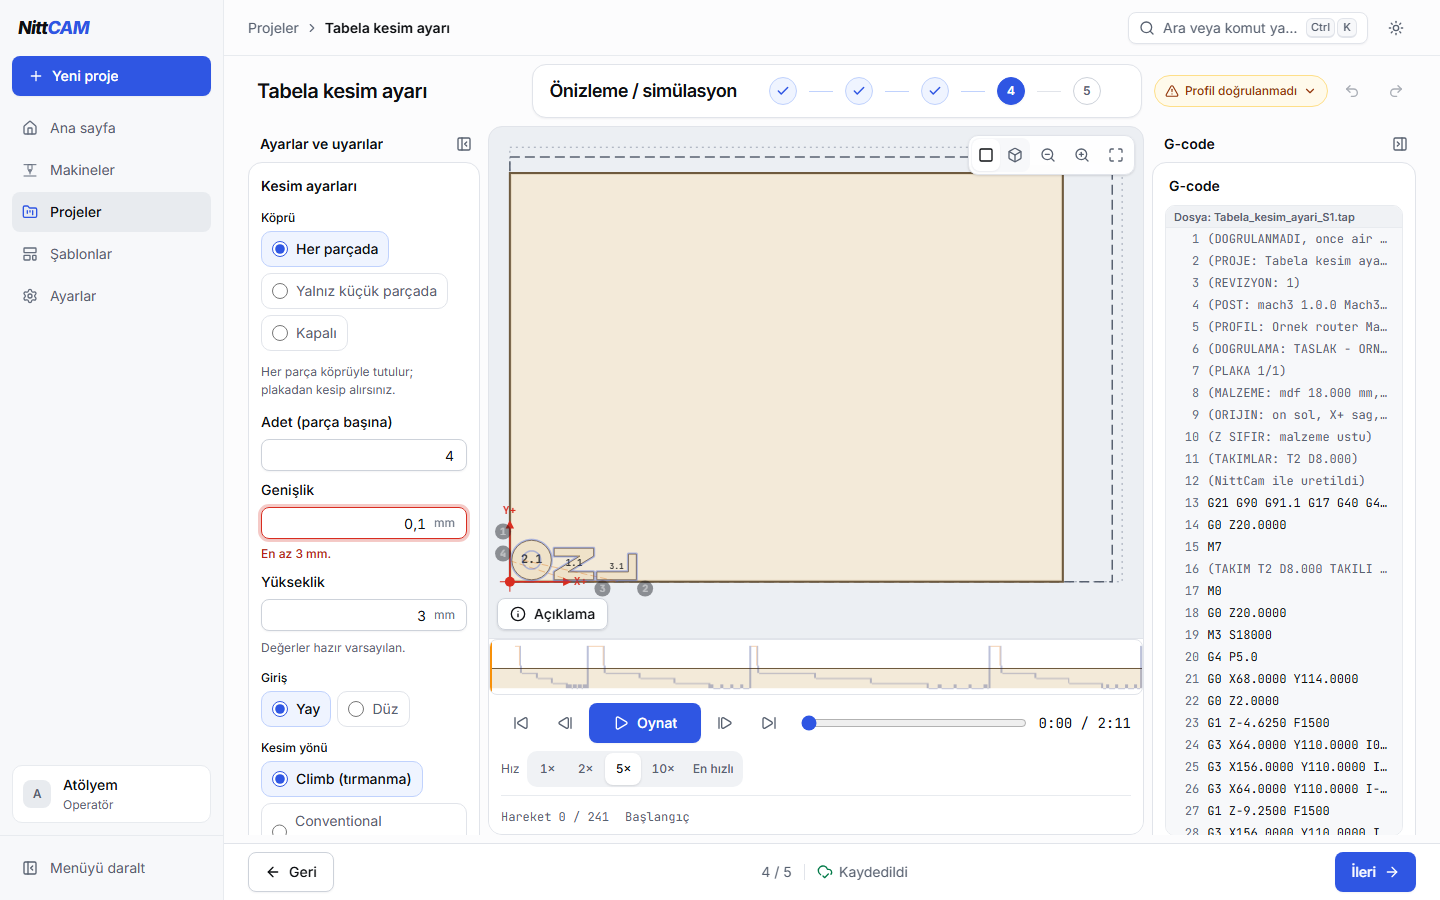 NittCAM
Yeni proje
Ana sayfa
Makineler
Projeler
Şablonlar
Ayarlar
A
Atölyem
Operatör
Menüyü daralt
Projeler > Tabela kesim ayarı
Ara veya komut ya... Ctrl K
Tabela kesim ayarı
Önizleme / simülasyon
4
5
Profil doğrulanmadı
Ayarlar ve uyarılar
Kesim ayarları
Köprü
Her parçada
Yalnız küçük parçada
Kapalı
Her parça köprüyle tutulur;
plakadan kesip alırsınız.
Adet (parça başına)
4
Genişlik
0,1 mm
En az 3 mm.
Yükseklik
3 mm
Değerler hazır varsayılan.
Giriş
Yay
Düz
Kesim yönü
Climb (tırmanma)
Conventional
Y+
1
4
2.1
1.1
3.1
3
2
Açıklama
Oynat
0:00 / 2:11
Hız 1× 2× 5× 10× En hızlı
Hareket 0 / 241 Başlangıç
G-code
G-code
Dosya: Tabela_kesim_ayari_S1.tap
1 (DOGRULANMADI, once air …
2 (PROJE: Tabela kesim aya…
3 (REVIZYON: 1)
4 (POST: mach3 1.0.0 Mach3…
5 (PROFIL: Ornek router Ma…
6 (DOGRULAMA: TASLAK - ORN…
7 (PLAKA 1/1)
8 (MALZEME: mdf 18.000 mm,…
9 (ORIJIN: on sol, X+ sag,…
10 (Z SIFIR: malzeme ustu)
11 (TAKIMLAR: T2 D8.000)
12 (NittCam ile uretildi)
13 G21 G90 G91.1 G17 G40 G4…
14 G0 Z20.0000
15 M7
16 (TAKIM T2 D8.000 TAKILI …
17 M0
18 G0 Z20.0000
19 M3 S18000
20 G4 P5.0
21 G0 X68.0000 Y114.0000
22 G0 Z2.0000
23 G1 Z-4.6250 F1500
24 G3 X64.0000 Y110.0000 I0…
25 G3 X156.0000 Y110.0000 I…
26 G3 X64.0000 Y110.0000 I-…
27 G1 Z-9.2500 F1500
28 G3 X156.0000 Y110.0000 I…
Geri
4 / 5
Kaydedildi
İleri